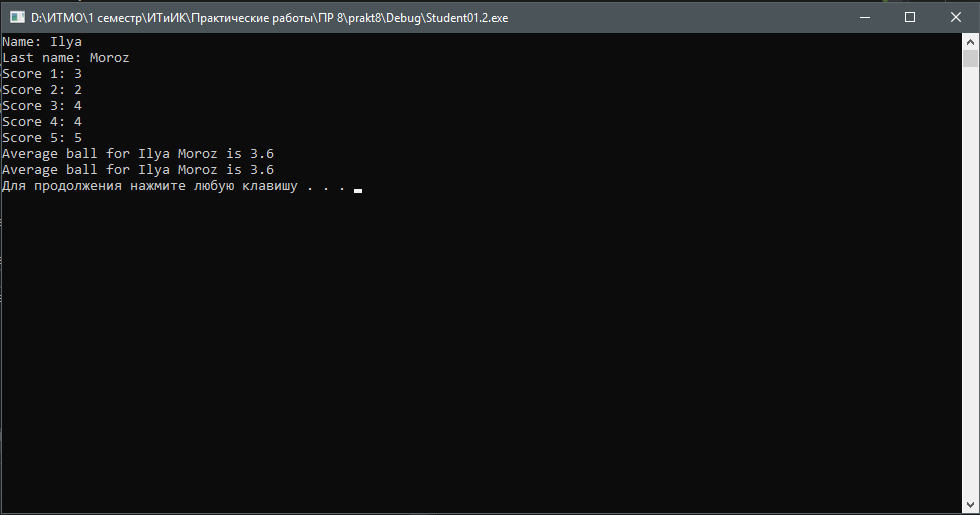 D:\ИТМО\1 семестр\ИТиИК\Практические работы\ПР 8\prakt8\Debug\Student01.2.exe
Name: Ilya
Last name: Moroz
Score 1: 3
Score 2: 2
Score 3: 4
Score 4: 4
Score 5: 5
Average ball for Ilya Moroz is 3.6
Average ball for Ilya Moroz is 3.6
Для продолжения нажмите любую клавишу . . .